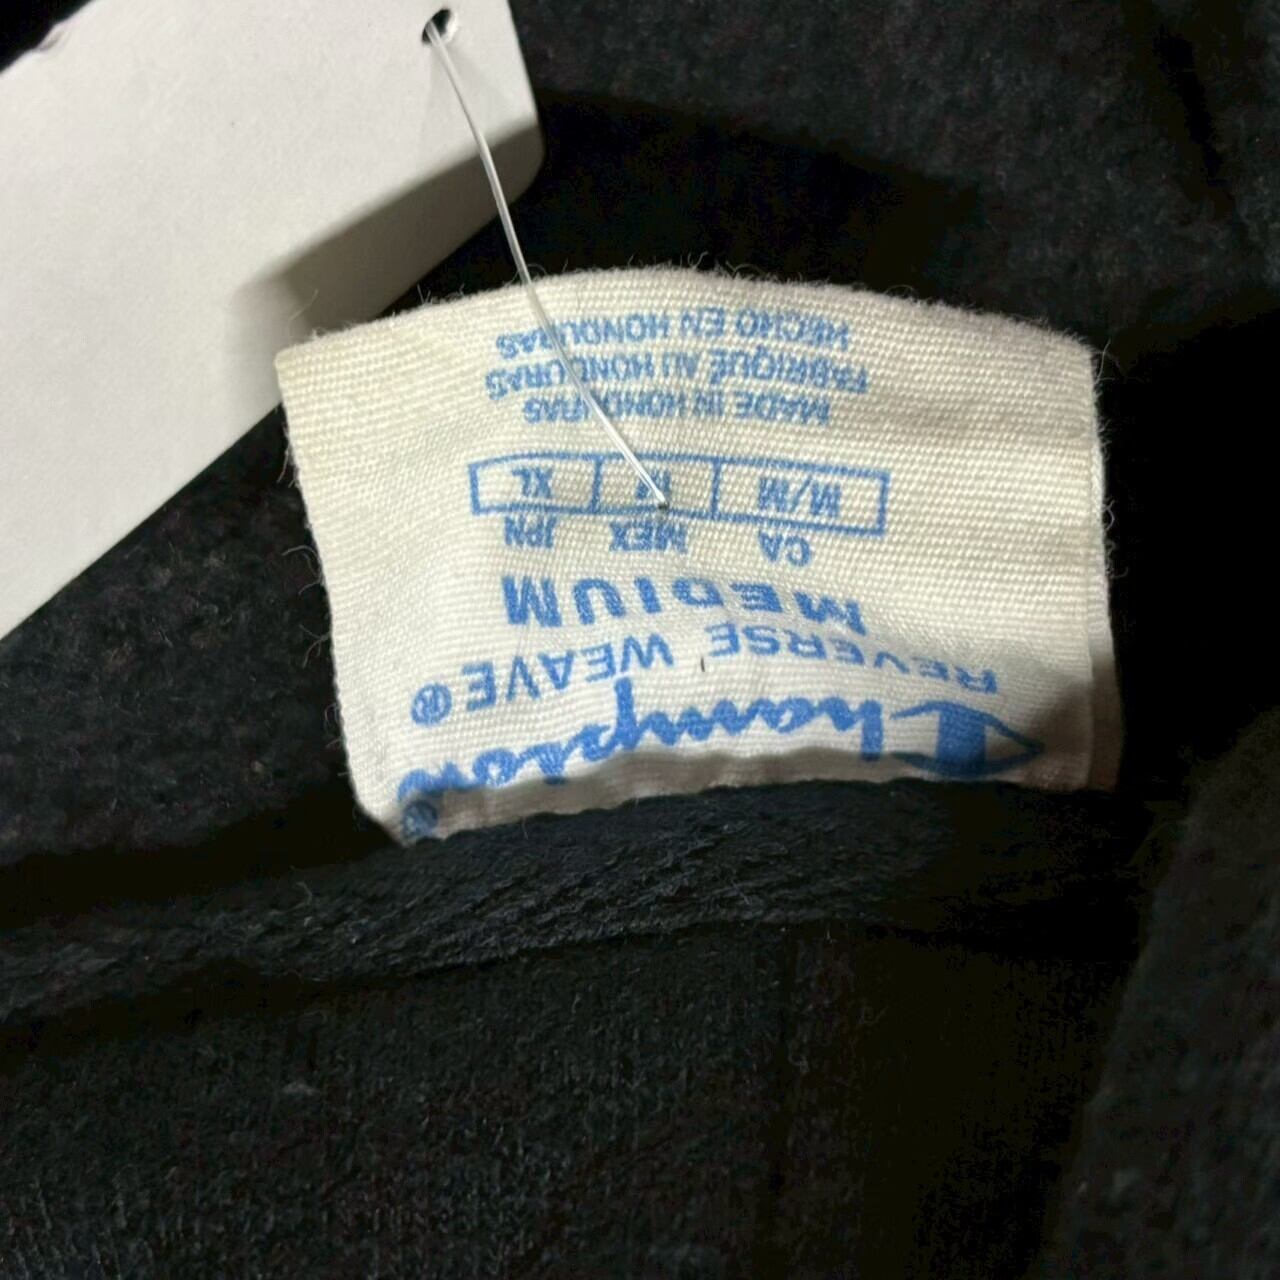 Champion®
REVERSE WEAVE®
MEDIUM
CA MEX JPN
M/M M XL
MADE IN HONDURAS
FABRIQUÉ AU HONDURAS
HECHO EN HONDURAS